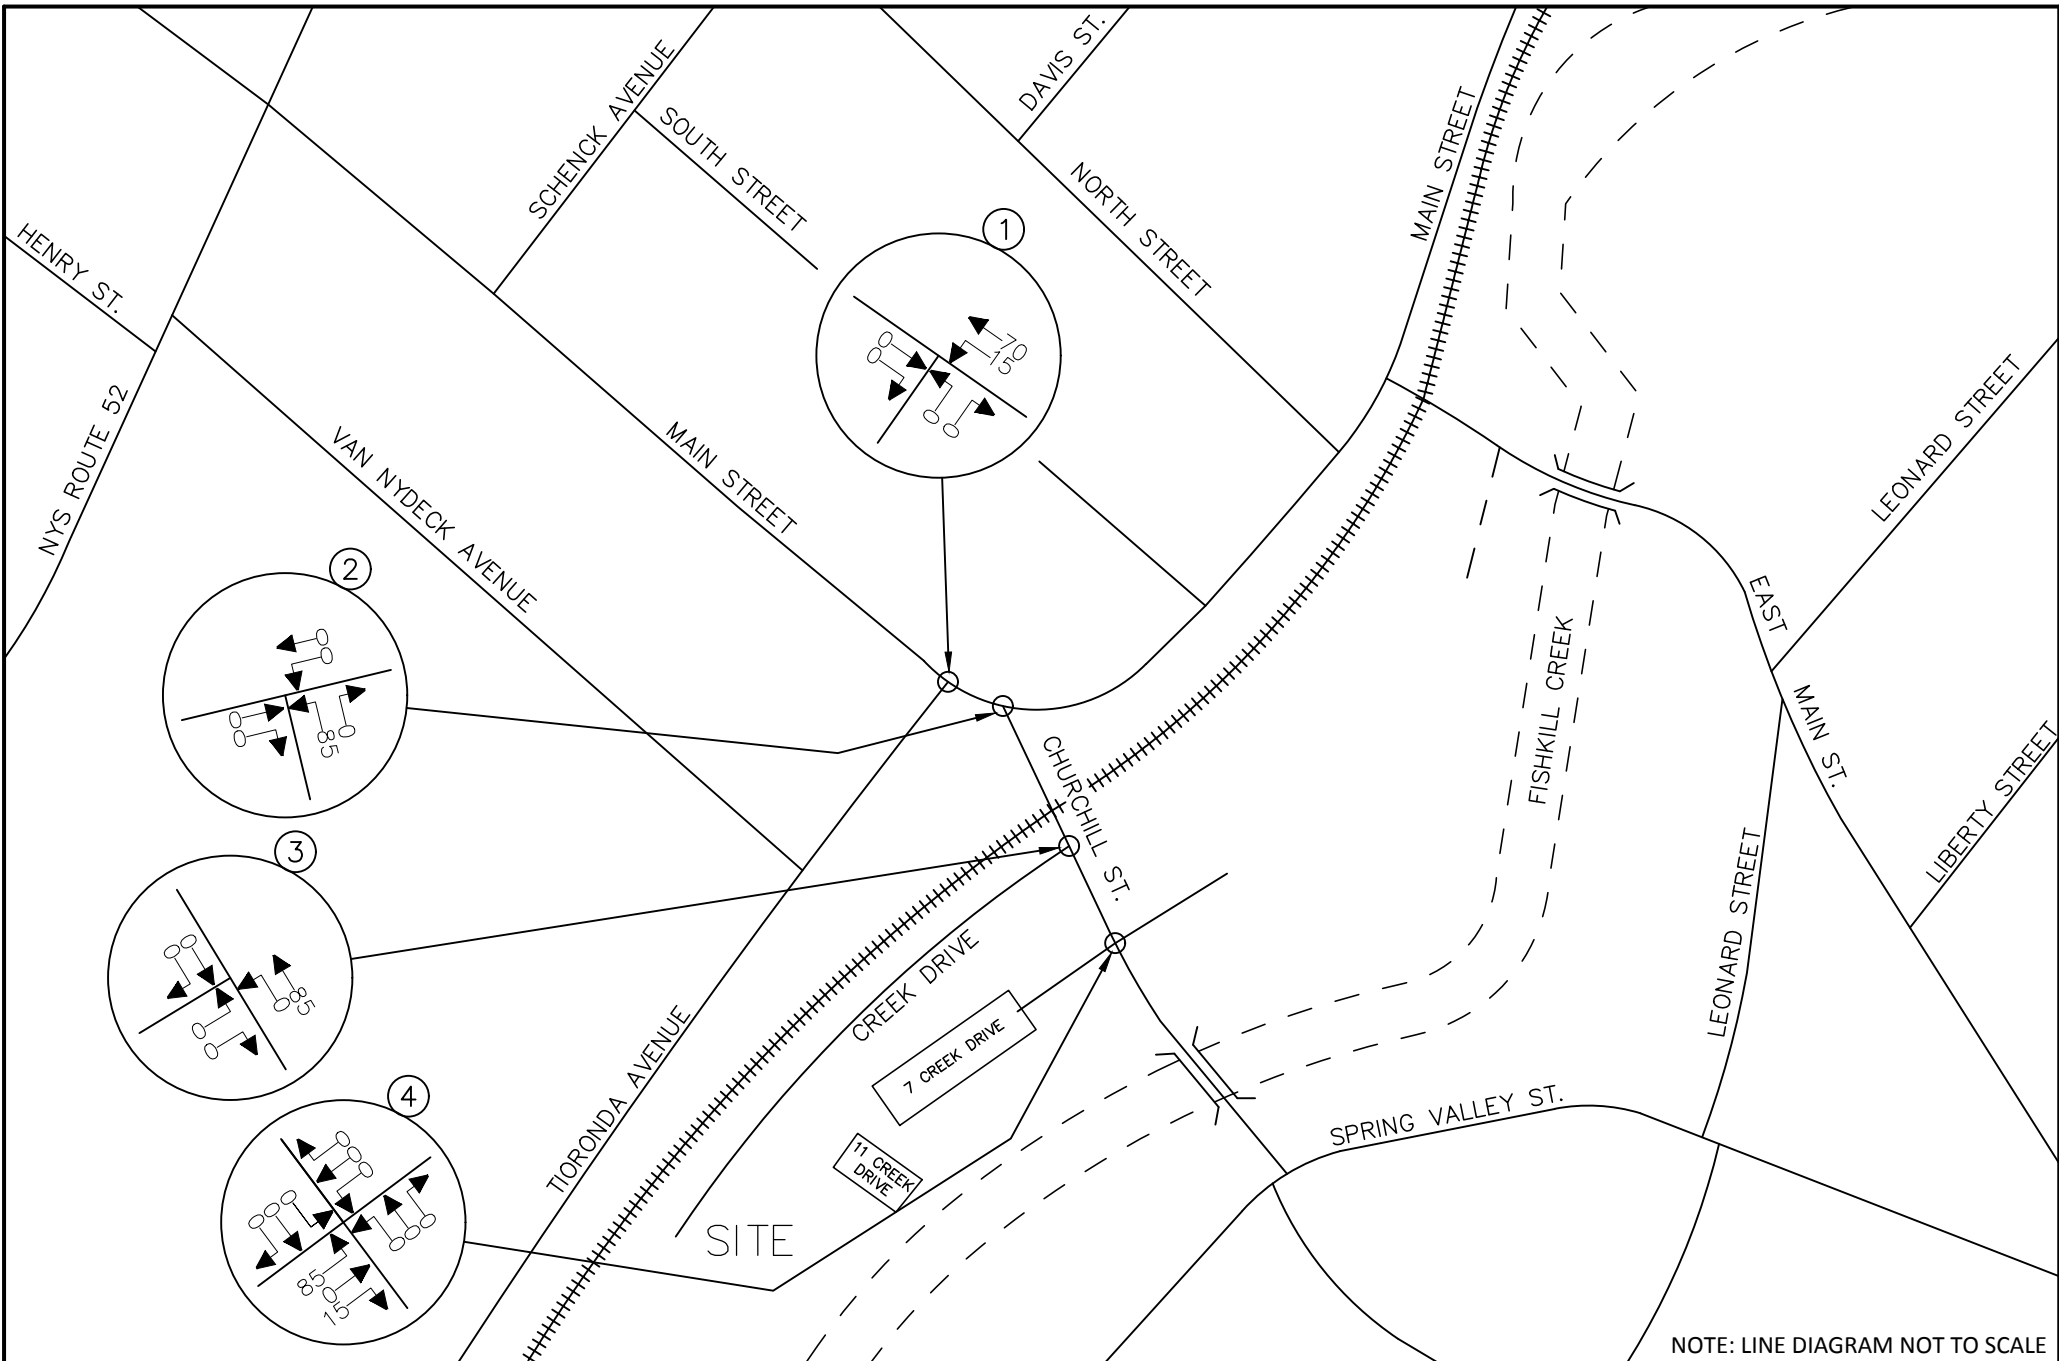 DAVIS ST.
SCHENCK AVENUE
SOUTH STREET
MAIN STREET
NORTH STREET
HENRY ST.
1
70
15
0
0
0
0
NYS ROUTE 52
VAN NYDECK AVENUE
MAIN STREET
LEONARD STREET
2
0
0
0
0
85
0
EAST
MAIN ST.
FISHKILL CREEK
LIBERTY STREET
CHURCHILL ST.
3
0
0
0
85
0
0
CREEK DRIVE
LEONARD STREET
TIORONDA AVENUE
7 CREEK DRIVE
4
0
0
0
0
0
0
0
0
0
85
0
15
11 CREEK
DRIVE
SPRING VALLEY ST.
SITE
NOTE: LINE DIAGRAM NOT TO SCALE